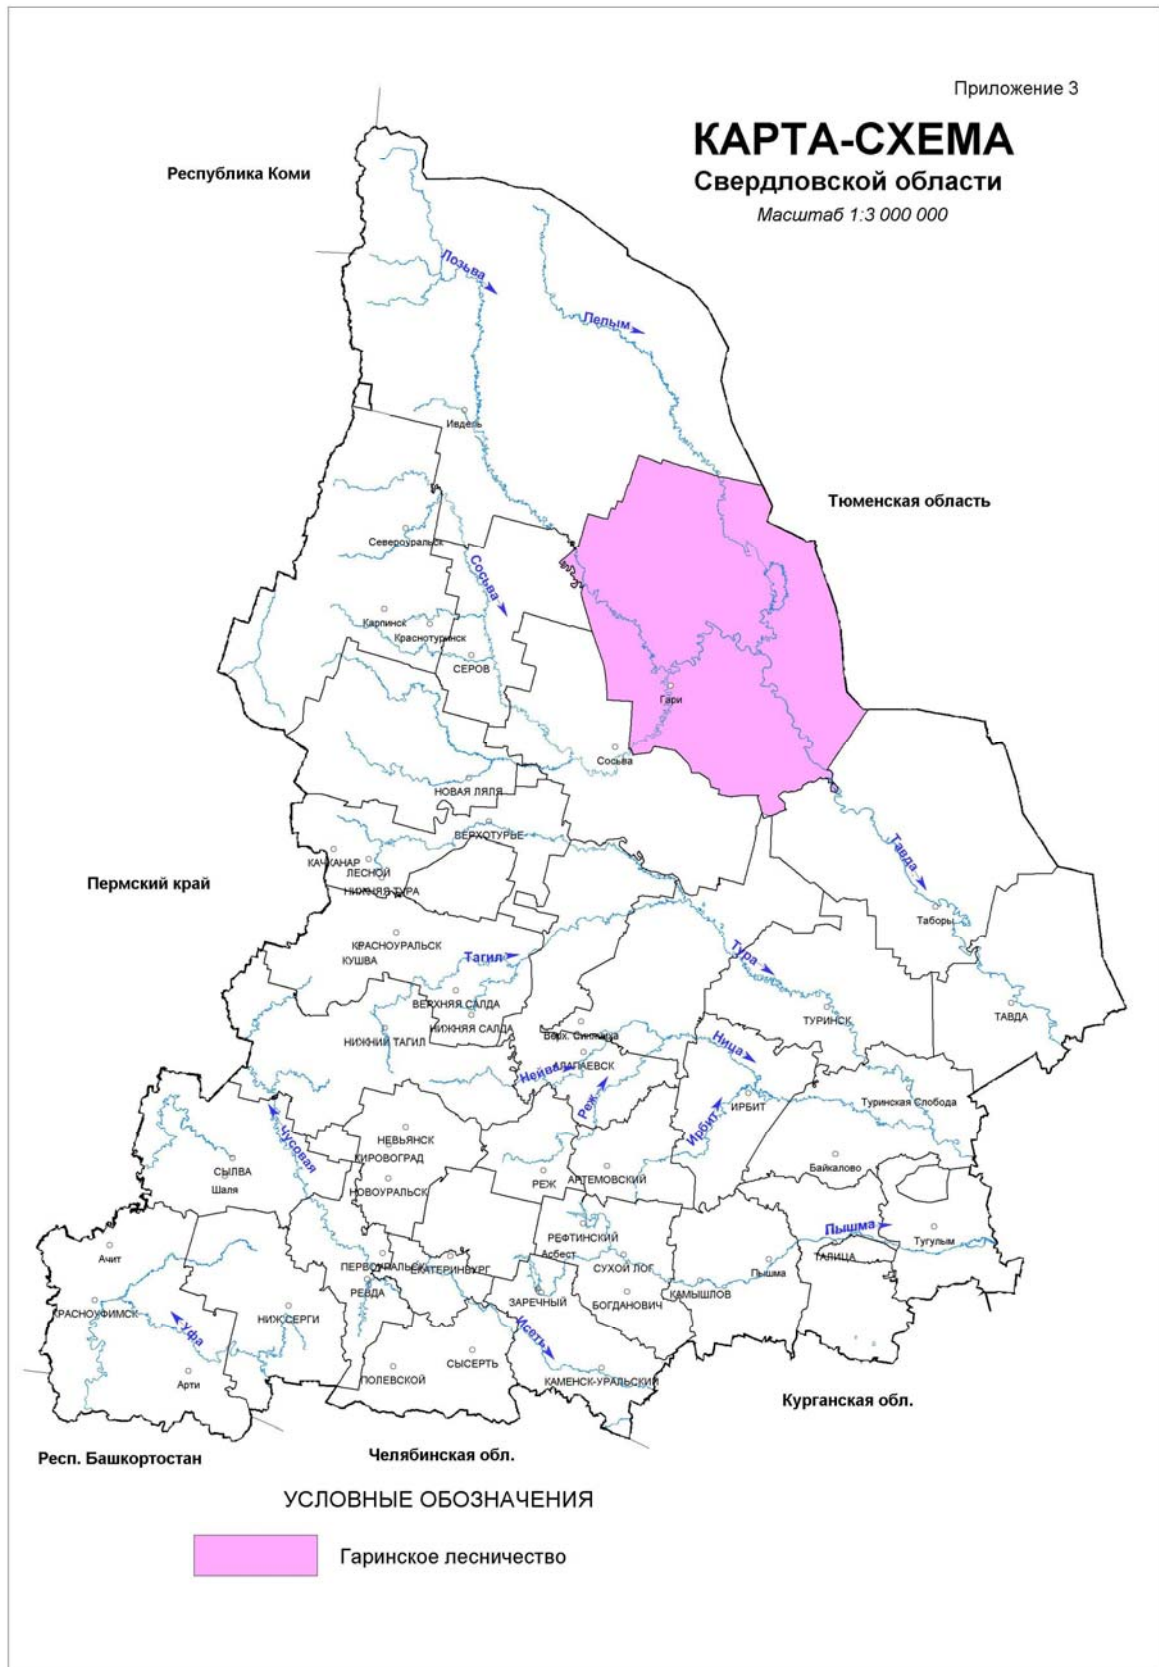 Приложение 3
КАРТА-СХЕМА
Свердловской области
Масштаб 1:3 000 000
Республика Коми
Лозьва
Пелым
Ивдель
Тюменская область
Североуральск
Сосьва
Карпинск
Краснотуринск
СЕРОВ
Гари
Сосьва
НОВАЯ ЛЯЛЯ
ВЕРХОТУРЬЕ
КАЧКАНАР
ЛЕСНОЙ
НИЖНЯЯ ТУРА
Пермский край
Тавда
Таборы
КРАСНОУРАЛЬСК
КУШВА
Тагил
Тура
ВЕРХНЯЯ САЛДА
НИЖНЯЯ САЛДА
НИЖНИЙ ТАГИЛ
ТУРИНСК
ТАВДА
Верх. Синячиха
АЛАПАЕВСК
Ница
Нейва
Реж
Ирбит
ИРБИТ
Туринская Слобода
Чусовая
НЕВЬЯНСК
КИРОВОГРАД
СЫЛВА
Шаля
НОВОУРАЛЬСК
РЕЖ
АРТЕМОВСКИЙ
Байкалово
Ачит
ПЕРВОУРАЛЬСК
ЕКАТЕРИНБУРГ
РЕФТИНСКИЙ
Асбест
СУХОЙ ЛОГ
Пышма
Пышма
ТАЛИЦА
Тугулым
КРАСНОУФИМСК
РЕВДА
ЗАРЕЧНЫЙ
БОГДАНОВИЧ
КАМЫШЛОВ
НИЖ.СЕРГИ
Уфа
Исеть
СЫСЕРТЬ
Арти
ПОЛЕВСКОЙ
КАМЕНСК-УРАЛЬСКИЙ
Курганская обл.
Респ. Башкортостан
Челябинская обл.
УСЛОВНЫЕ ОБОЗНАЧЕНИЯ
Гаринское лесничество